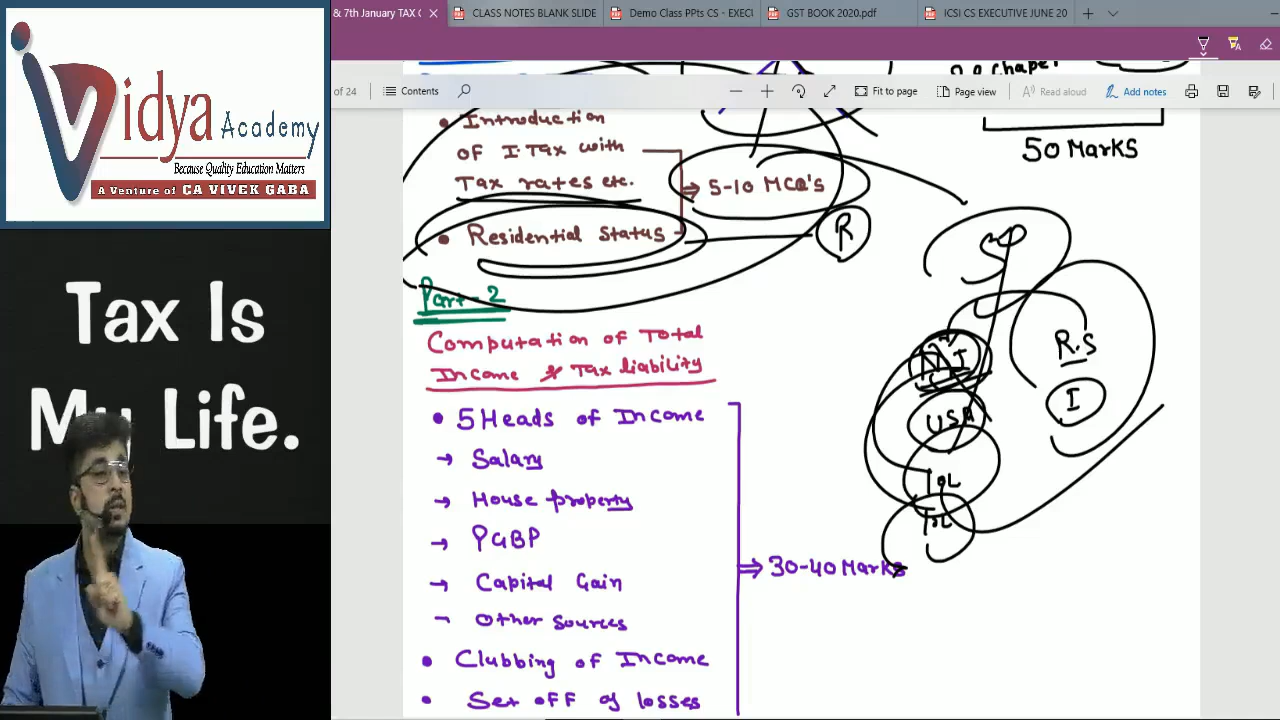 & 7th January TAX C
CLASS NOTES BLANK SLIDE
Demo Class PPts CS - EXECU
GST BOOK 2020.pdf
ICSI CS EXECUTIVE JUNE 20
of 24
Contents
Fit to page
Page view
Read aloud
Add notes
Vidya Academy
Because Quality Education Matters
A Venture of CA VIVEK GABA
Tax Is
My Life.
50 Marks
• Introduction
of I.Tax with
Tax rates etc.
⇒ 5-10 MCQ's
• Residential Status
R
Part-2
Computation of Total
Income & Tax liability
• 5 Heads of Income
→ Salary
→ House property
→ PGBP
→ Capital Gain
→ Other Sources
⇒ 30-40 Marks
• Clubbing of Income
• Set off of losses
R.S
I
USA